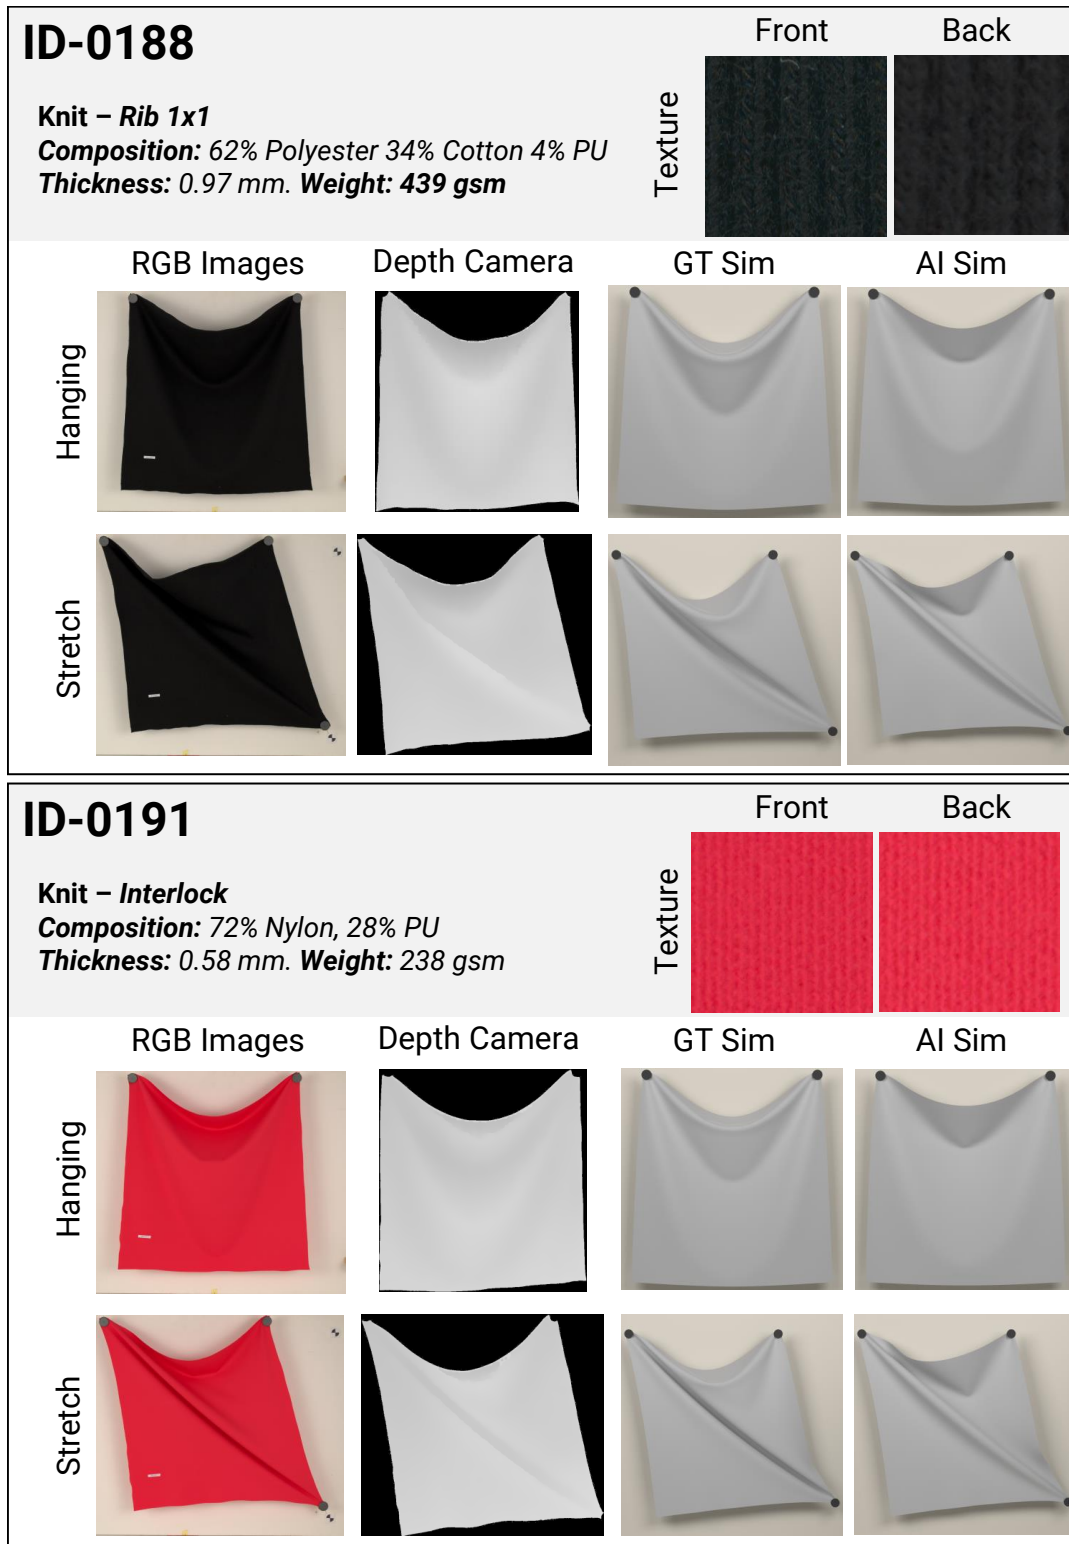 ID-0188
Front Back
Knit – Rib 1x1
Composition: 62% Polyester 34% Cotton 4% PU
Thickness: 0.97 mm. Weight: 439 gsm
Texture
RGB Images Depth Camera GT Sim AI Sim
Hanging
Stretch
ID-0191
Front Back
Knit – Interlock
Composition: 72% Nylon, 28% PU
Thickness: 0.58 mm. Weight: 238 gsm
Texture
RGB Images Depth Camera GT Sim AI Sim
Hanging
Stretch